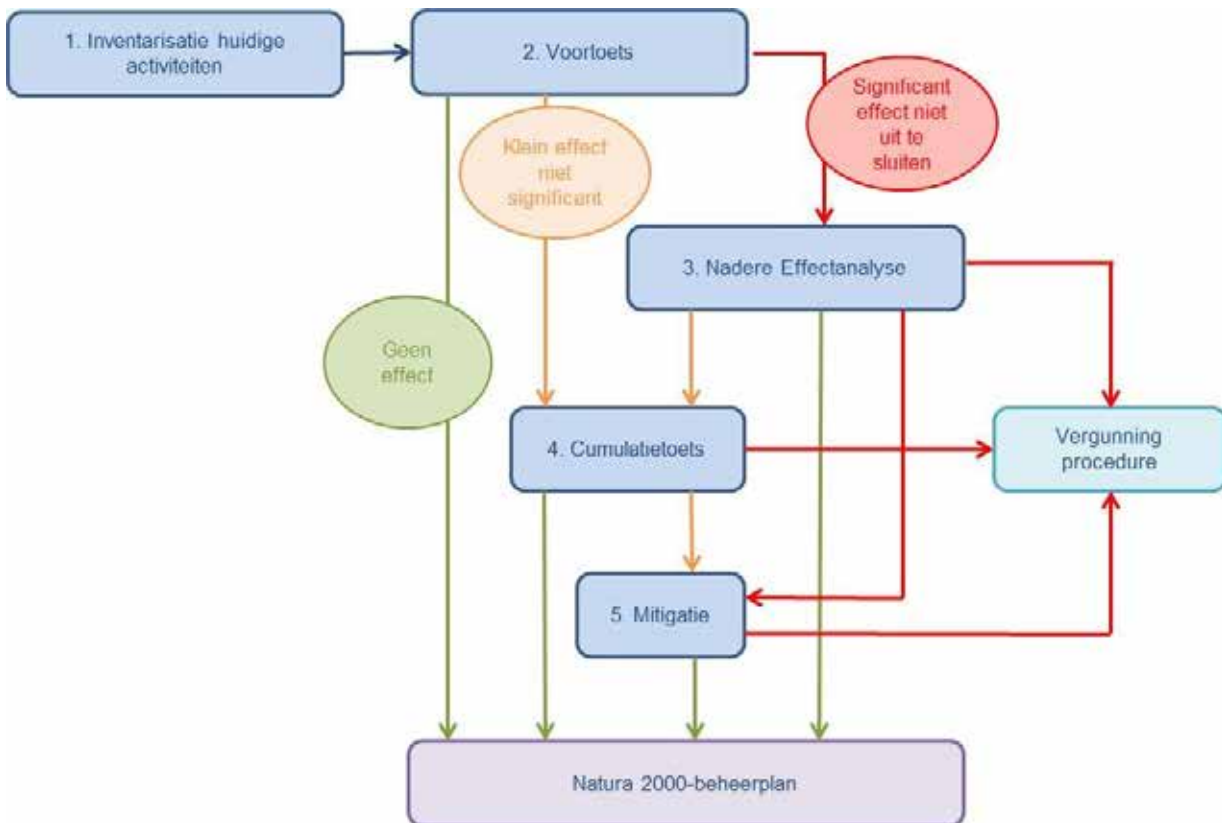 1. Inventarisatie huidige
activiteiten
2. Voortoets
Significant
effect niet
uit te
sluiten
Klein effect
niet
significant
3. Nadere Effectanalyse
Geen
effect
4. Cumulatietoets
Vergunning
procedure
5. Mitigatie
Natura 2000-beheerplan